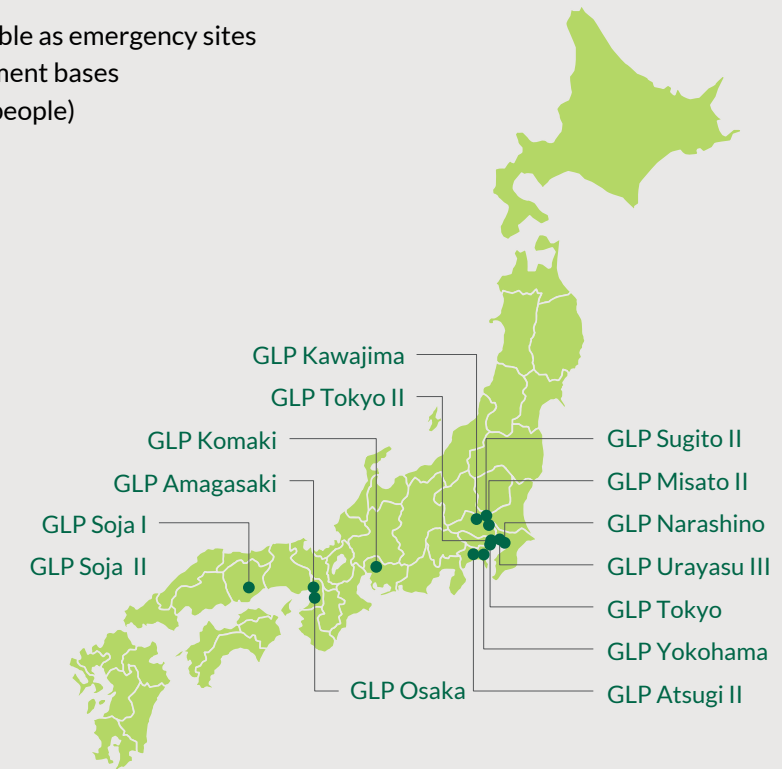 ble as emergency sites
ment bases
people)
GLP Kawajima
GLP Tokyo II
GLP Komaki
GLP Amagasaki
GLP Soja I
GLP Soja II
GLP Osaka
GLP Sugito II
GLP Misato II
GLP Narashino
GLP Urayasu III
GLP Tokyo
GLP Yokohama
GLP Atsugi II